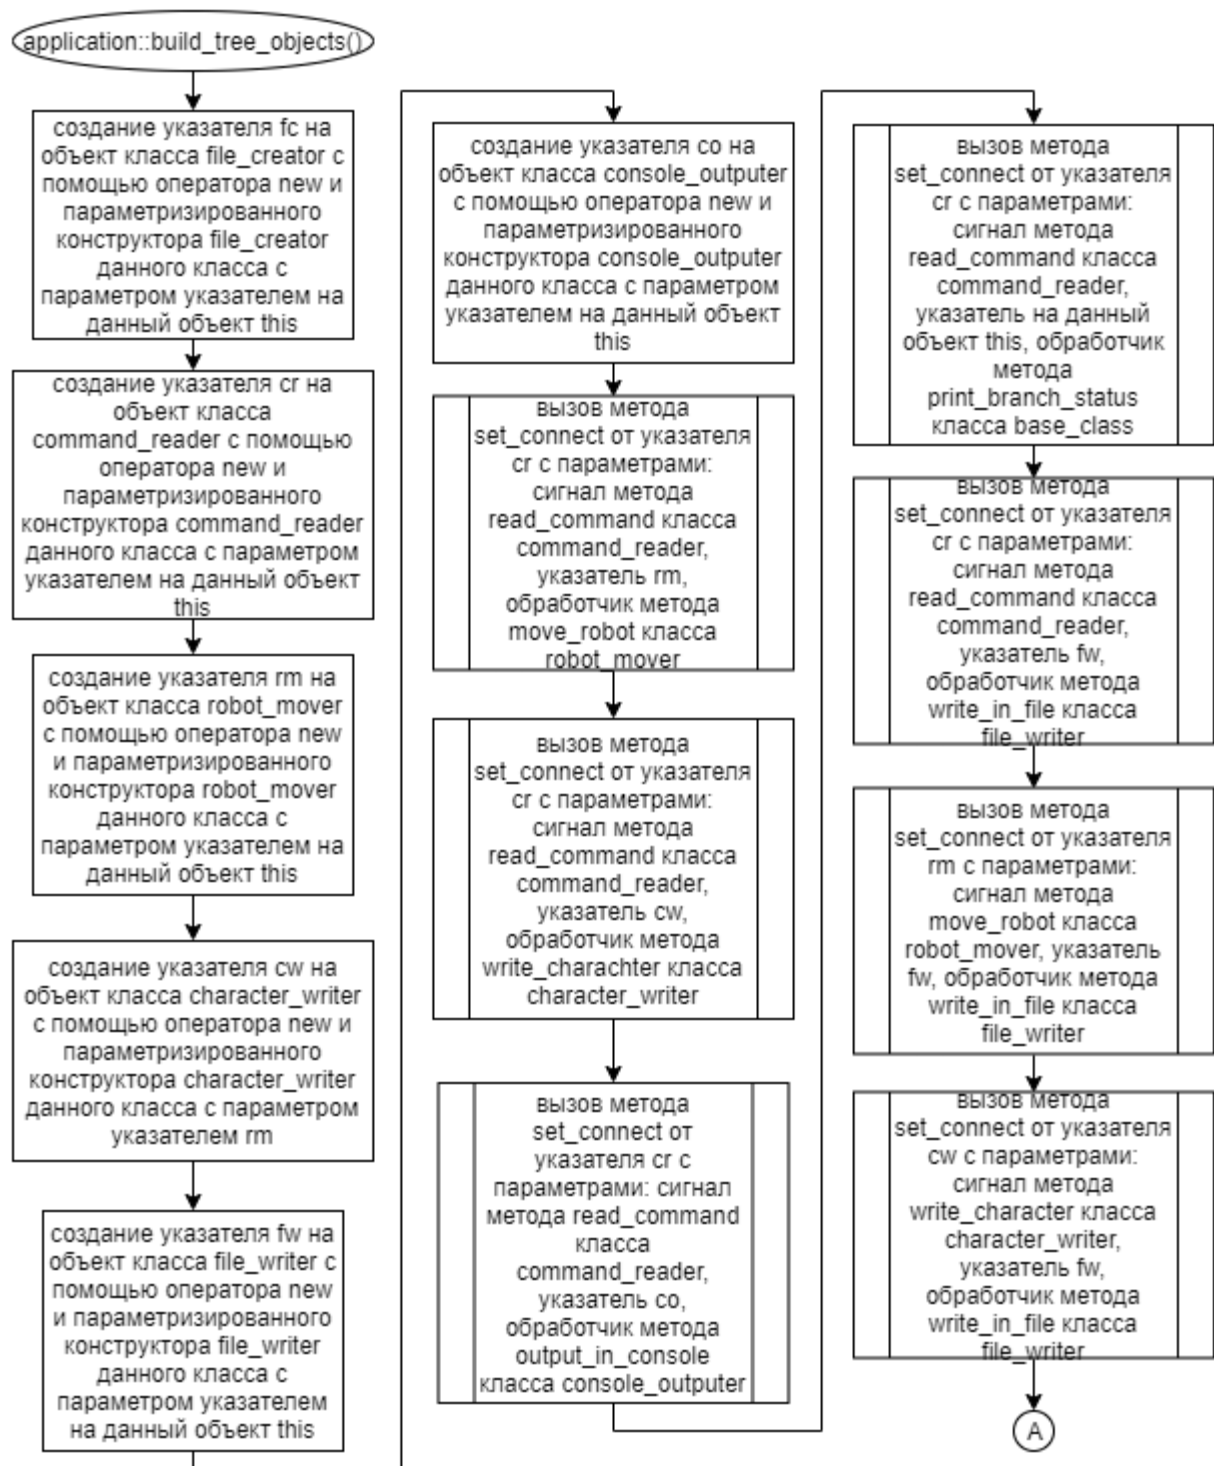 application::build_tree_objects()
создание указателя fc на
объект класса file_creator с
помощью оператора new и
параметризированного
конструктора file_creator
данного класса с
параметром указателем на
данный объект this
создание указателя cr на
объект класса
command_reader с помощью
оператора new и
параметризированного
конструктора command_reader
данного класса с параметром
указателем на данный объект
this
создание указателя rm на
объект класса robot_mover
с помощью оператора new
и параметризированного
конструктора robot_mover
данного класса с
параметром указателем на
данный объект this
создание указателя cw на
объект класса character_writer
с помощью оператора new и
параметризированного
конструктора character_writer
данного класса с параметром
указателем rm
создание указателя fw на
объект класса file_writer с
помощью оператора new
и параметризированного
конструктора file_writer
данного класса с
параметром указателем
на данный объект this
создание указателя co на
объект класса console_outputer
с помощью оператора new и
параметризированного
конструктора console_outputer
данного класса с параметром
указателем на данный объект
this
вызов метода
set_connect от указателя
cr с параметрами:
сигнал метода
read_command класса
command_reader,
указатель rm,
обработчик метода
move_robot класса
robot_mover
вызов метода
set_connect от указателя
cr с параметрами:
сигнал метода
read_command класса
command_reader,
указатель cw,
обработчик метода
write_charachter класса
character_writer
вызов метода
set_connect от
указателя cr с
параметрами: сигнал
метода read_command
класса
command_reader,
указатель co,
обработчик метода
output_in_console
класса console_outputer
вызов метода
set_connect от указателя
cr с параметрами:
сигнал метода
read_command класса
command_reader,
указатель на данный
объект this, обработчик
метода
print_branch_status
класса base_class
вызов метода
set_connect от указателя
cr с параметрами:
сигнал метода
read_command класса
command_reader,
указатель fw,
обработчик метода
write_in_file класса
file_writer
вызов метода
set_connect от указателя
rm с параметрами:
сигнал метода
move_robot класса
robot_mover, указатель
fw, обработчик метода
write_in_file класса
file_writer
вызов метода
set_connect от указателя
cw с параметрами:
сигнал метода
write_character класса
character_writer,
указатель fw,
обработчик метода
write_in_file класса
file_writer
A